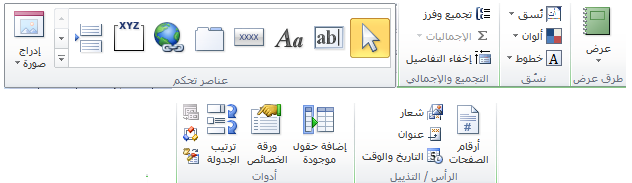 عرض
طرق عرض
نُسق
ألوان
خطوط
نسّق
تجميع وفرز
الإجماليات
إخفاء التفاصيل
التجميع والإجمالي
ab
Aa
XXXX
XYZ
عناصر تحكم
إدراج
صورة
أرقام
الصفحات
شعار
عنوان
التاريخ والوقت
الرأس / التذييل
إضافة حقول
موجودة
ورقة
الخصائص
ترتيب
الجدولة
أدوات